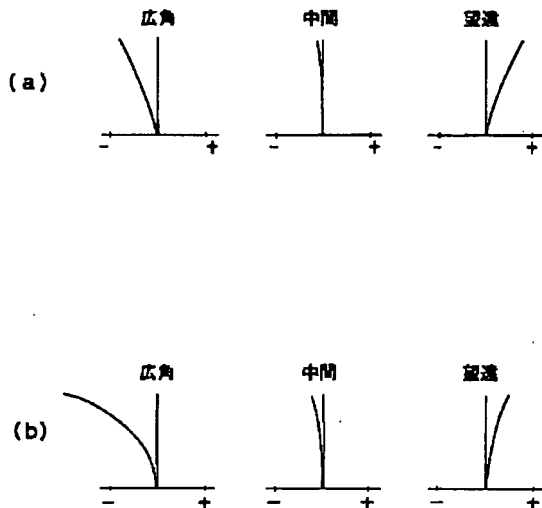 広角 中間 望遠
(a)
- + - + - +
広角 中間 望遠
(b)
- + - + - +